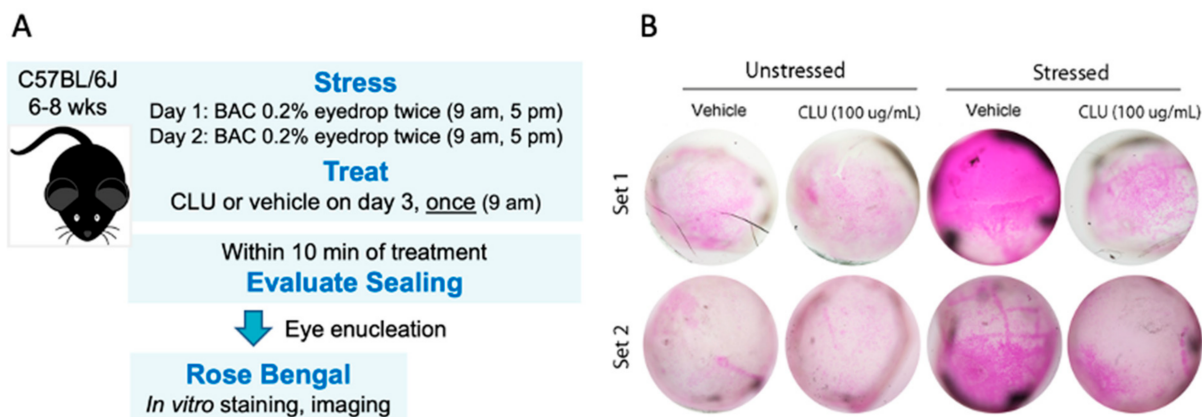 A
C57BL/6J
6-8 wks
Stress
Day 1: BAC 0.2% eyedrop twice (9 am, 5 pm)
Day 2: BAC 0.2% eyedrop twice (9 am, 5 pm)
Treat
CLU or vehicle on day 3, once (9 am)
Within 10 min of treatment
Evaluate Sealing
Eye enucleation
Rose Bengal
In vitro staining, imaging
B
Unstressed
Stressed
Vehicle
CLU (100 ug/mL)
Vehicle
CLU (100 ug/mL)
Set 1
Set 2